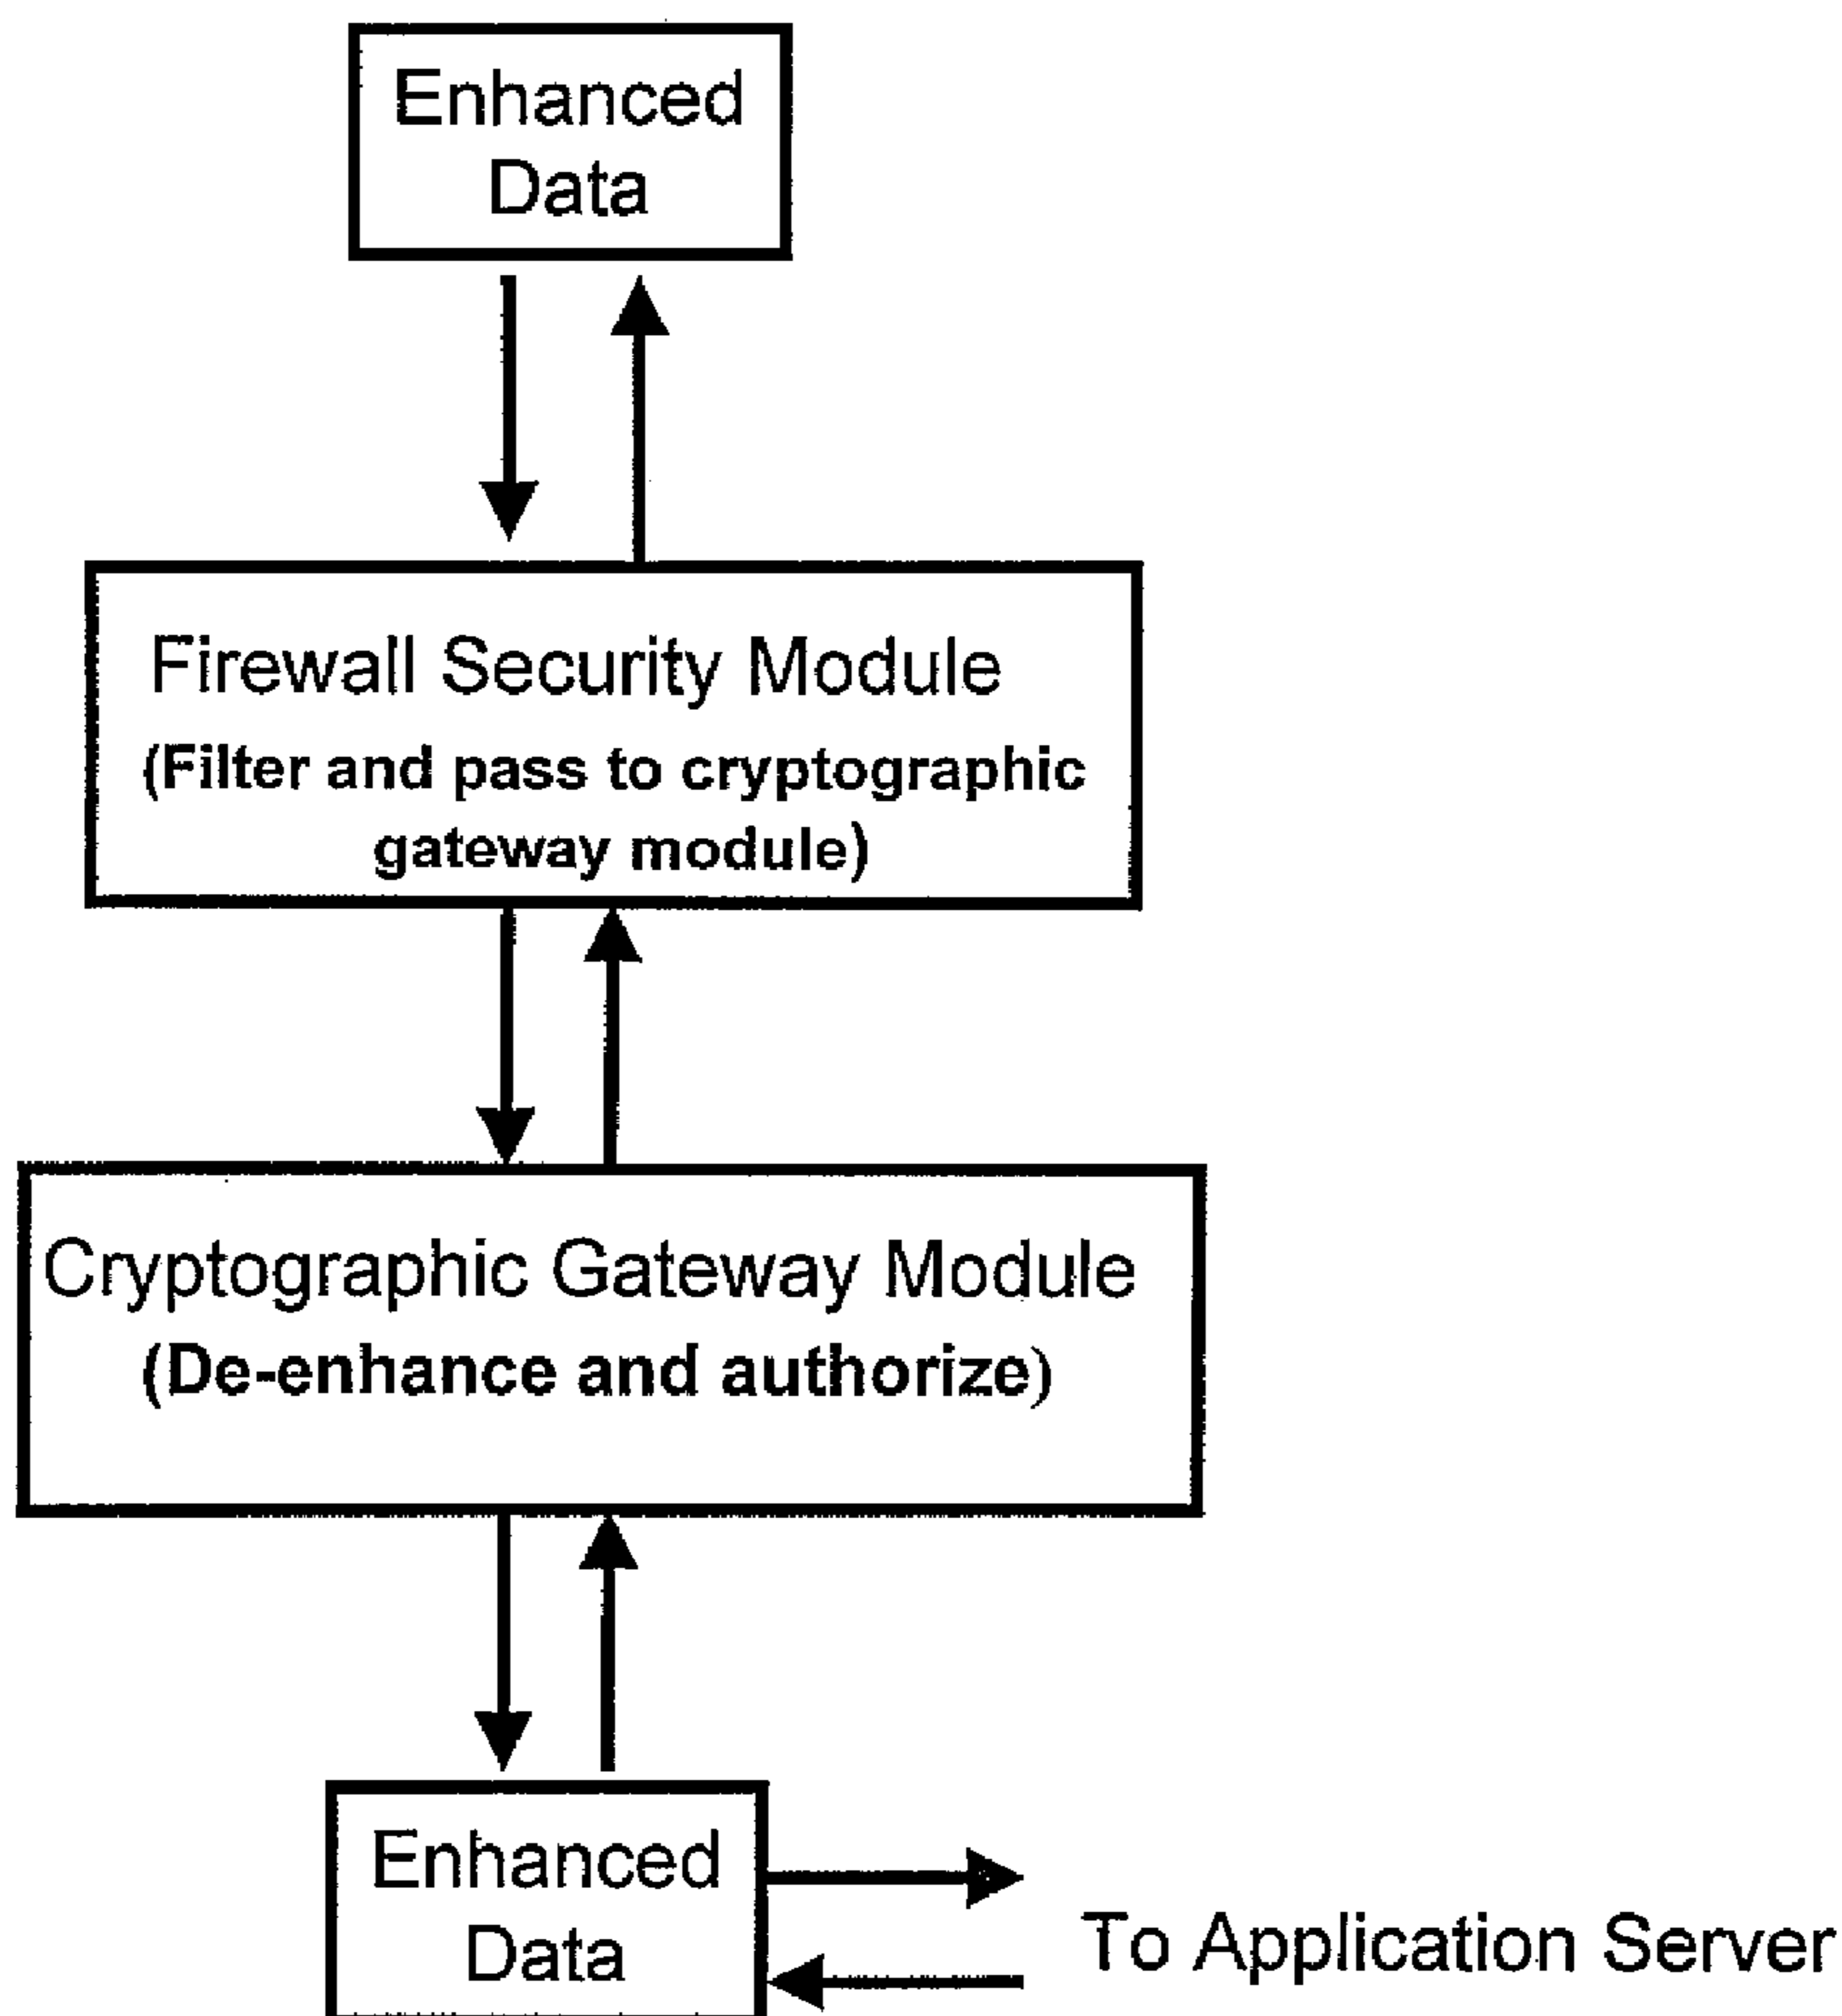 Enhanced
Data
Firewall Security Module
(Filter and pass to cryptographic
gateway module)
Cryptographic Gateway Module
(De-enhance and authorize)
Enhanced
Data
To Application Server